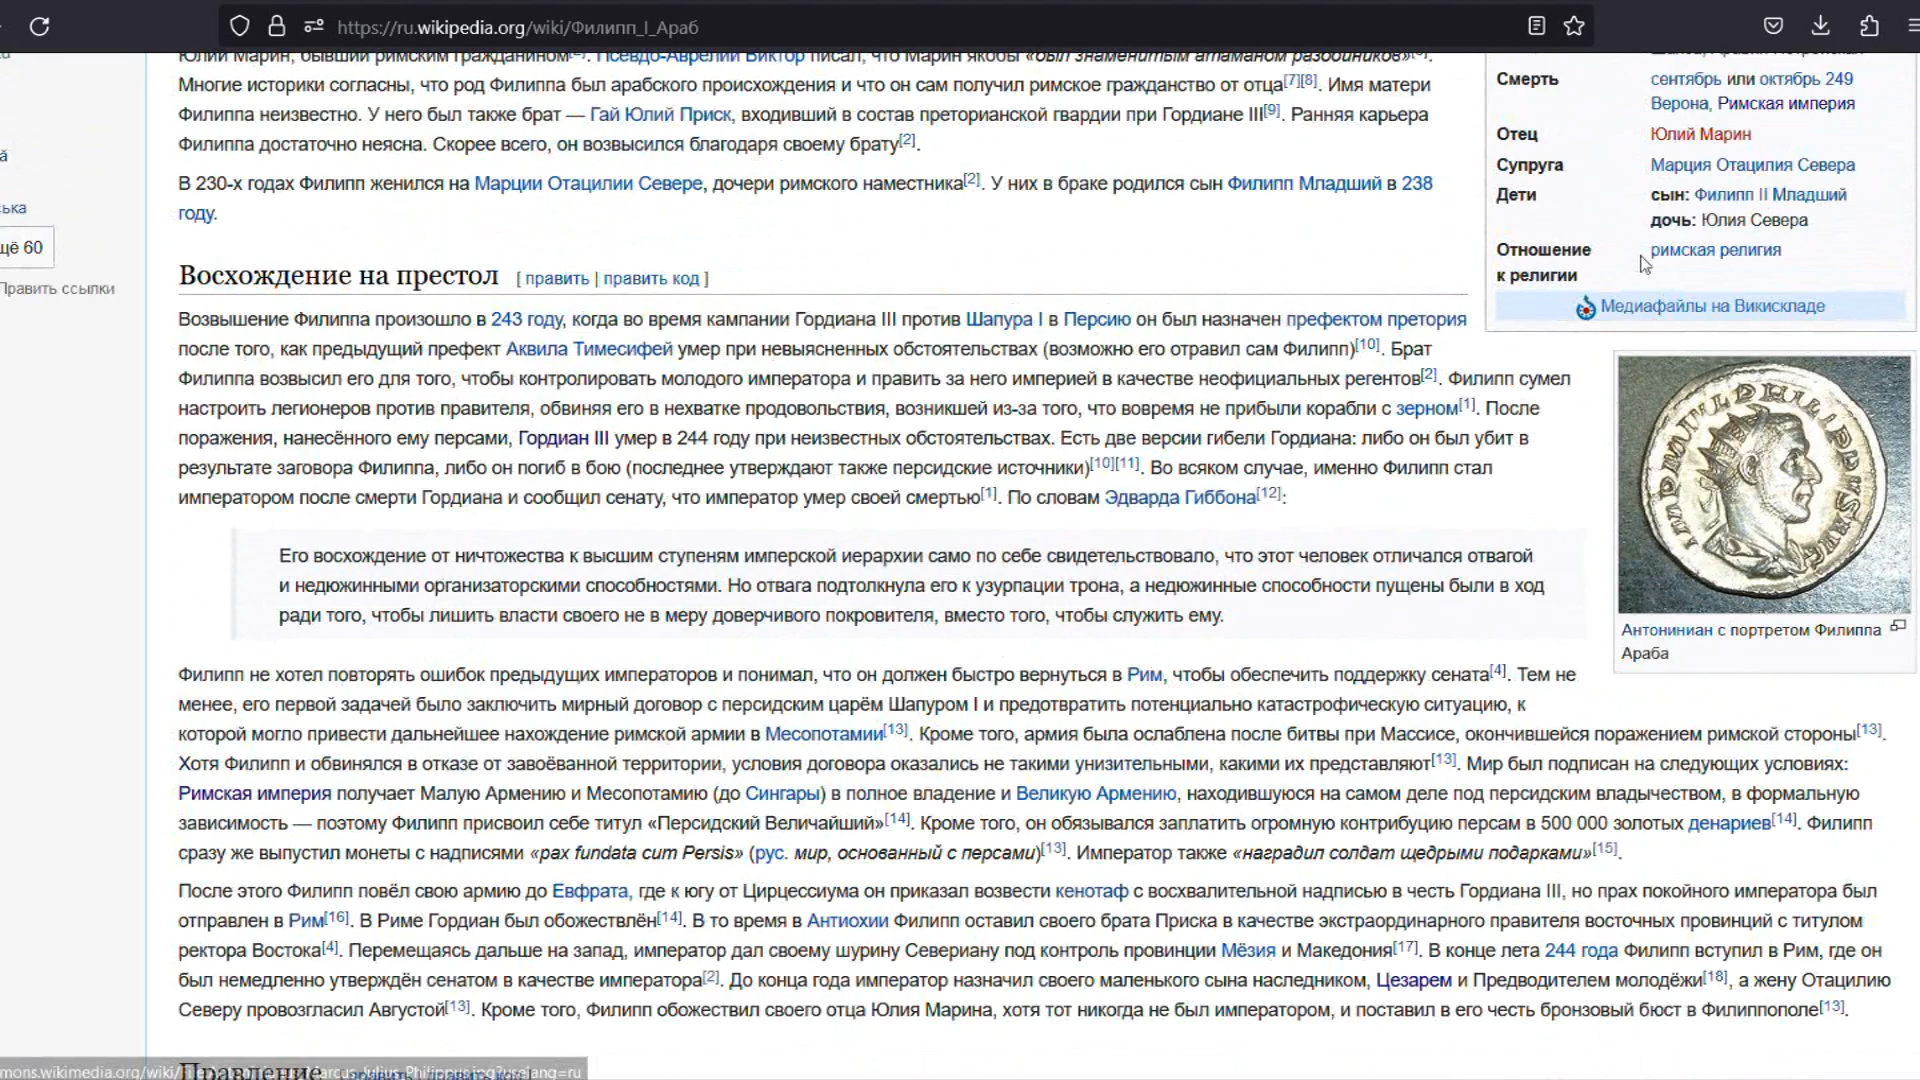 https://ru.wikipedia.org/wiki/Филипп_I_Араб
Юлий Марин, бывший римским гражданином. Псевдо-Аврелий Виктор писал, что Марин якобы «был знаменитым атаманом разбойников».
Многие историки согласны, что род Филиппа был арабского происхождения и что он сам получил римское гражданство от отца[7][8]. Имя матери
Филиппа неизвестно. У него был также брат — Гай Юлий Приск, входивший в состав преторианской гвардии при Гордиане III[9]. Ранняя карьера
Филиппа достаточно неясна. Скорее всего, он возвысился благодаря своему брату[2].
В 230-х годах Филипп женился на Марции Отацилии Севере, дочери римского наместника[2]. У них в браке родился сын Филипп Младший в 238
году.
ська
щё 60
Править ссылки
Восхождение на престол [ править | править код ]
Возвышение Филиппа произошло в 243 году, когда во время кампании Гордиана III против Шапура I в Персию он был назначен префектом претория
после того, как предыдущий префект Аквила Тимесифей умер при невыясненных обстоятельствах (возможно его отравил сам Филипп)[10]. Брат
Филиппа возвысил его для того, чтобы контролировать молодого императора и править за него империей в качестве неофициальных регентов[2]. Филипп сумел
настроить легионеров против правителя, обвиняя его в нехватке продовольствия, возникшей из-за того, что вовремя не прибыли корабли с зерном[1]. После
поражения, нанесённого ему персами, Гордиан III умер в 244 году при неизвестных обстоятельствах. Есть две версии гибели Гордиана: либо он был убит в
результате заговора Филиппа, либо он погиб в бою (последнее утверждают также персидские источники)[10][11]. Во всяком случае, именно Филипп стал
императором после смерти Гордиана и сообщил сенату, что император умер своей смертью[1]. По словам Эдварда Гиббона[12]:
Его восхождение от ничтожества к высшим ступеням имперской иерархии само по себе свидетельствовало, что этот человек отличался отвагой
и недюжинными организаторскими способностями. Но отвага подтолкнула его к узурпации трона, а недюжинные способности пущены были в ход
ради того, чтобы лишить власти своего не в меру доверчивого покровителя, вместо того, чтобы служить ему.
Филипп не хотел повторять ошибок предыдущих императоров и понимал, что он должен быстро вернуться в Рим, чтобы обеспечить поддержку сената[4]. Тем не
менее, его первой задачей было заключить мирный договор с персидским царём Шапуром I и предотвратить потенциально катастрофическую ситуацию, к
которой могло привести дальнейшее нахождение римской армии в Месопотамии[13]. Кроме того, армия была ослаблена после битвы при Массисе, окончившейся поражением римской стороны[13].
Хотя Филипп и обвинялся в отказе от завоёванной территории, условия договора оказались не такими унизительными, какими их представляют[13]. Мир был подписан на следующих условиях:
Римская империя получает Малую Армению и Месопотамию (до Сингары) в полное владение и Великую Армению, находившуюся на самом деле под персидским владычеством, в формальную
зависимость — поэтому Филипп присвоил себе титул «Персидский Величайший»[14]. Кроме того, он обязывался заплатить огромную контрибуцию персам в 500 000 золотых денариев[14]. Филипп
сразу же выпустил монеты с надписями «pax fundata cum Persis» (рус. мир, основанный с персами)[13]. Император также «наградил солдат щедрыми подарками»[15].
После этого Филипп повёл свою армию до Евфрата, где к югу от Цирцессиума он приказал возвести кенотаф с восхвалительной надписью в честь Гордиана III, но прах покойного императора был
отправлен в Рим[16]. В Риме Гордиан был обожествлён[14]. В то время в Антиохии Филипп оставил своего брата Приска в качестве экстраординарного правителя восточных провинций с титулом
ректора Востока[4]. Перемещаясь дальше на запад, император дал своему шурину Севериану под контроль провинции Мёзия и Македония[17]. В конце лета 244 года Филипп вступил в Рим, где он
был немедленно утверждён сенатом в качестве императора[2]. До конца года император назначил своего маленького сына наследником, Цезарем и Предводителем молодёжи[18], а жену Отацилию
Северу провозгласил Августой[13]. Кроме того, Филипп обожествил своего отца Юлия Марина, хотя тот никогда не был императором, и поставил в его честь бронзовый бюст в Филиппополе[13].
Правление
Смерть сентябрь или октябрь 249
Верона, Римская империя
Отец Юлий Марин
Супруга Марция Отацилия Севера
Дети сын: Филипп II Младший
дочь: Юлия Севера
Отношение римская религия
к религии
Медиафайлы на Викискладе
Антониниан с портретом Филиппа
Араба